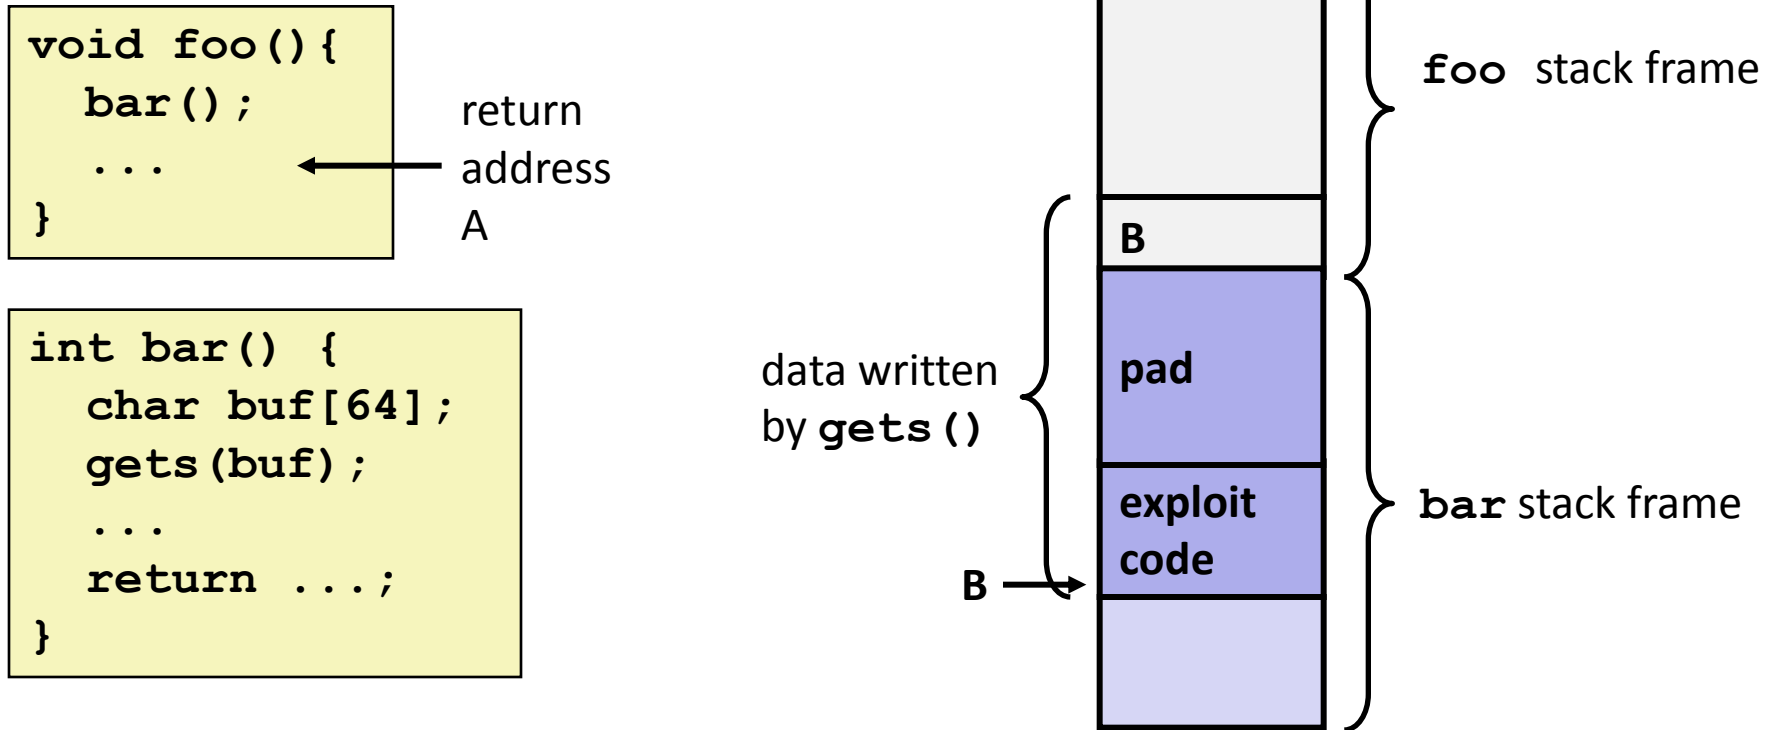 void foo(){
bar();
...
}
return
address
A
int bar() {
char buf[64];
gets(buf);
...
return ...;
}
data written
by gets()
B
B
pad
exploit
code
foo stack frame
bar stack frame